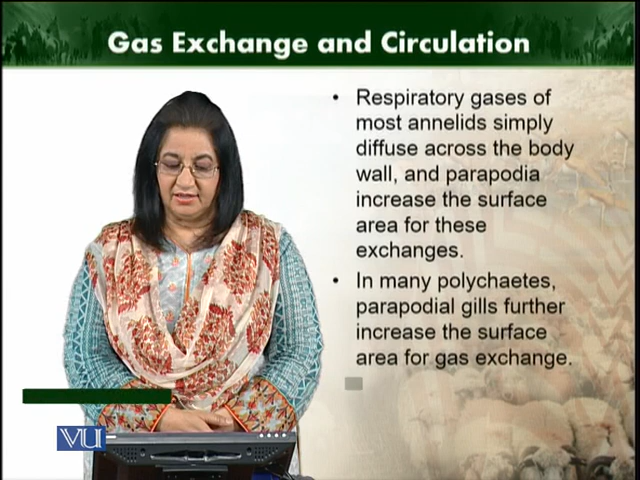 Gas Exchange and Circulation
• Respiratory gases of
most annelids simply
diffuse across the body
wall, and parapodia
increase the surface
area for these
exchanges.
• In many polychaetes,
parapodial gills further
increase the surface
area for gas exchange.
VU